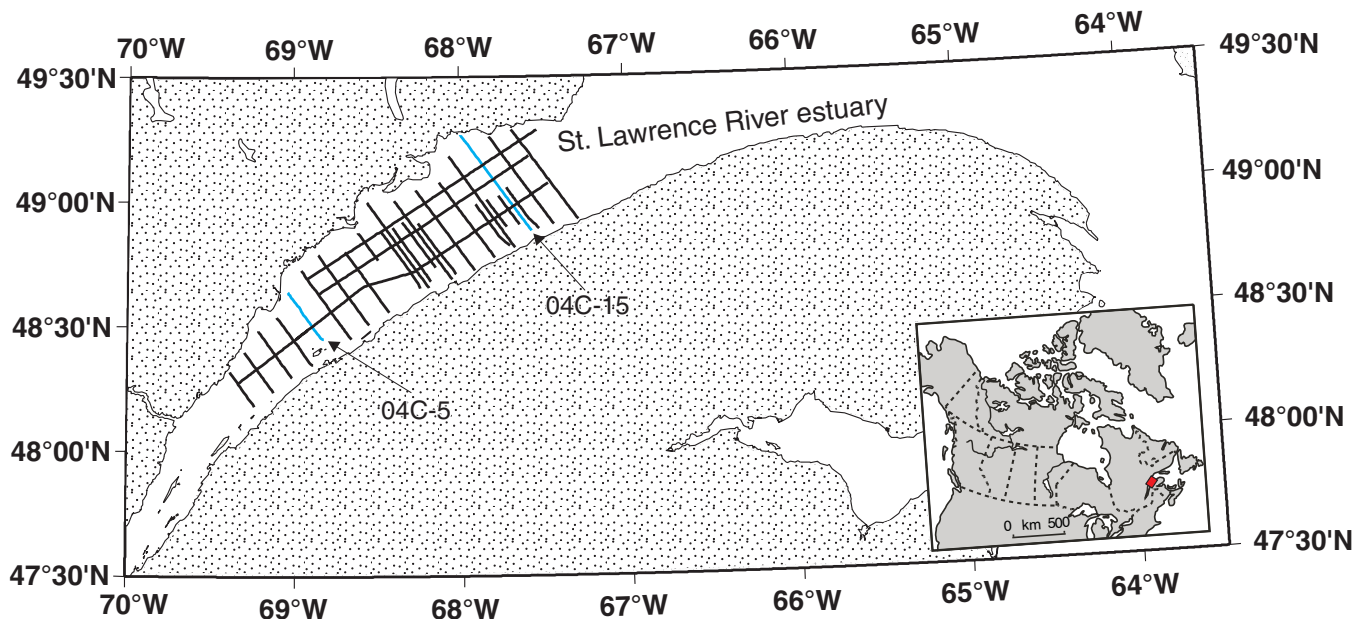 70°W 69°W 68°W 67°W 66°W 65°W 64°W
49°30'N 49°30'N
St. Lawrence River estuary
49°00'N 49°00'N
04C-15
48°30'N 48°30'N
04C-5
48°00'N 48°00'N
0 km 500
47°30'N 47°30'N
70°W 69°W 68°W 67°W 66°W 65°W 64°W